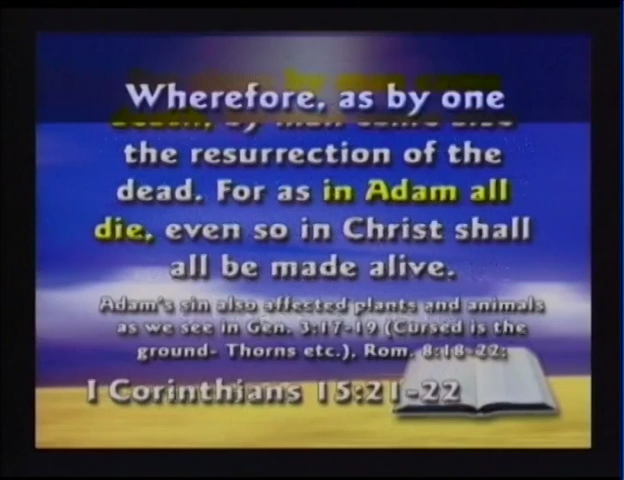 Wherefore, as by one
the resurrection of the
dead. For as in Adam all
die, even so in Christ shall
all be made alive.
Adam's sin also affected plants and animals
as we see in Gen. 3:17-19 (Cursed is the
ground- Thorns etc.), Rom. 8:18-22:
I Corinthians 15:21-22